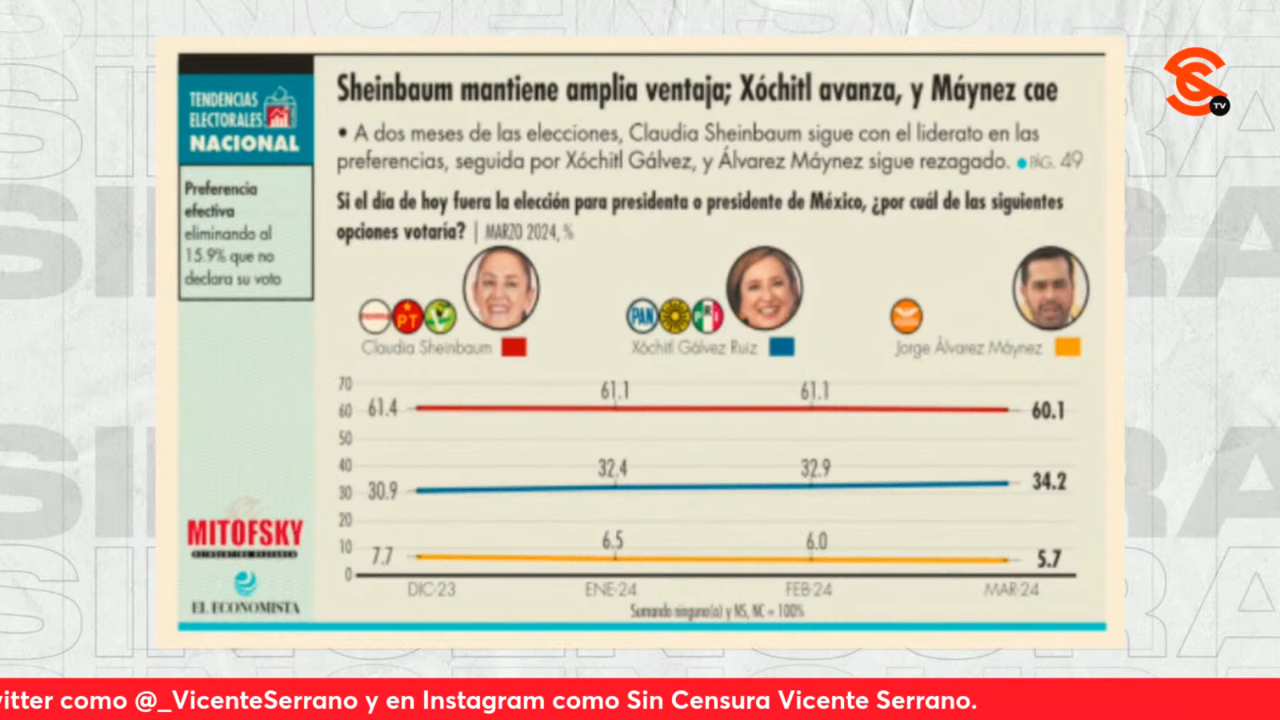 TENDENCIAS
ELECTORALES
NACIONAL
Preferencia
efectiva
eliminando al
15.9% que no
declara su voto
MITOFSKY
EL ECONOMISTA
Sheinbaum mantiene amplia ventaja; Xóchitl avanza, y Máynez cae
• A dos meses de las elecciones, Claudia Sheinbaum sigue con el liderato en las
preferencias, seguida por Xóchitl Gálvez, y Álvarez Máynez sigue rezagado. ● PÁG. 49
Si el día de hoy fuera la elección para presidenta o presidente de México, ¿por cuál de las siguientes
opciones votaría? | MARZO 2024, %
morena PT PAN PRI
Claudia Sheinbaum Xóchitl Gálvez Ruiz Jorge Álvarez Máynez
70
60
50
40
30
20
10
0
61.4 61.1 61.1 60.1
30.9 32.4 32.9 34.2
7.7 6.5 6.0 5.7
DIC-23 ENE-24 FEB-24 MAR-24
Sumando ninguno(a) y NS, NC = 100%
TV
SIN CENSURA
witter como @_VicenteSerrano y en Instagram como Sin Censura Vicente Serrano.